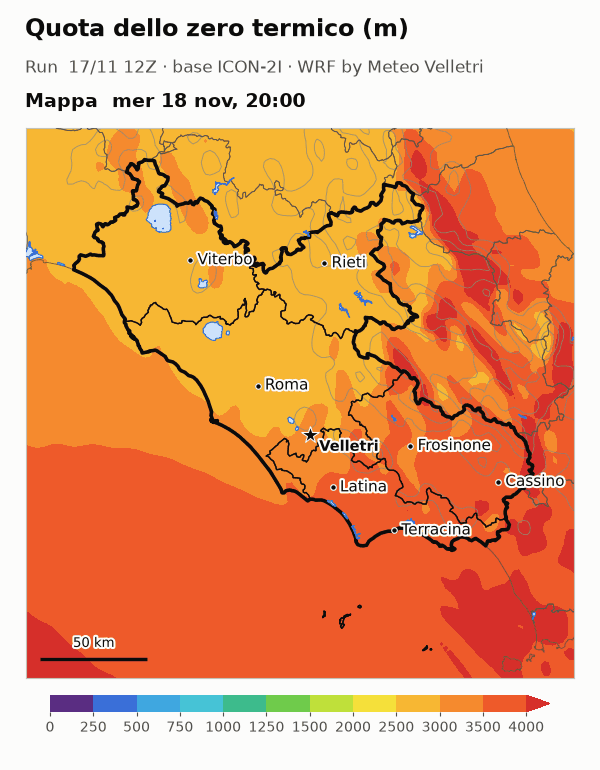 Quota dello zero termico (m)
Run  17/11 12Z · base ICON-2I · WRF by Meteo Velletri
Mappa  mer 18 nov, 20:00
Viterbo
Rieti
Roma
Velletri
Frosinone
Latina
Cassino
Terracina
50 km
0 250 500 750 1000 1250 1500 2000 2500 3000 3500 4000